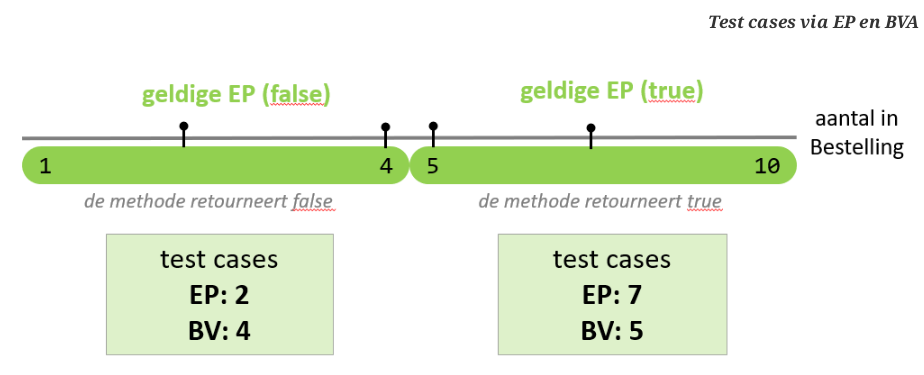 Test cases via EP en BVA
geldige EP (false)
geldige EP (true)
aantal in
Bestelling
1
4
5
10
de methode retourneert false
de methode retourneert true
test cases
EP: 2
BV: 4
test cases
EP: 7
BV: 5